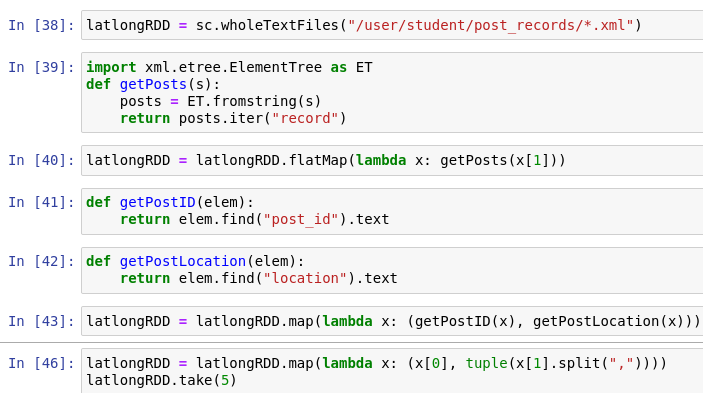 In [38]: latlongRDD = sc.wholeTextFiles("/user/student/post_records/*.xml")
In [39]: import xml.etree.ElementTree as ET
def getPosts(s):
    posts = ET.fromstring(s)
    return posts.iter("record")
In [40]: latlongRDD = latlongRDD.flatMap(lambda x: getPosts(x[1]))
In [41]: def getPostID(elem):
    return elem.find("post_id").text
In [42]: def getPostLocation(elem):
    return elem.find("location").text
In [43]: latlongRDD = latlongRDD.map(lambda x: (getPostID(x), getPostLocation(x)))
In [46]: latlongRDD = latlongRDD.map(lambda x: (x[0], tuple(x[1].split(","))))
latlongRDD.take(5)